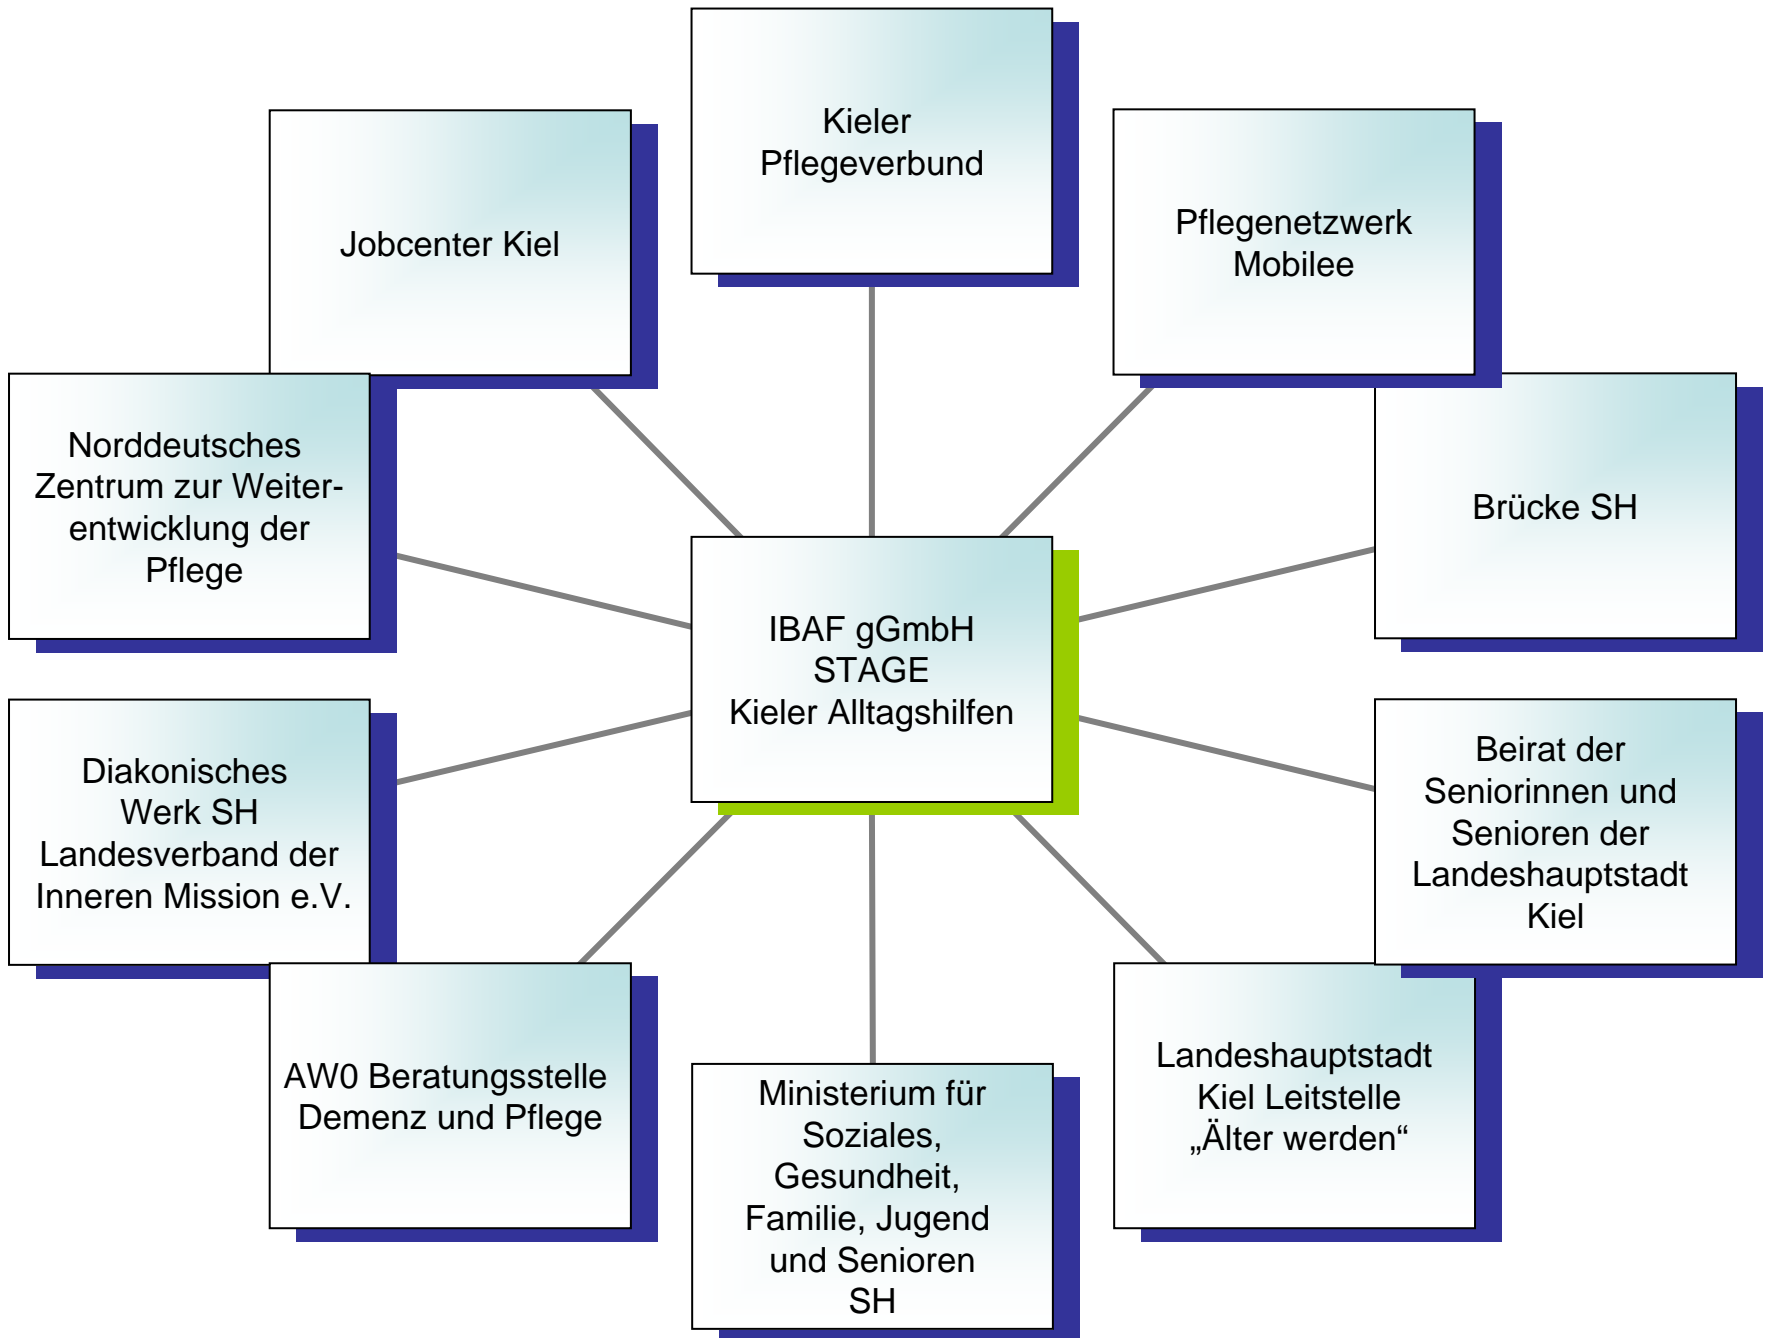 Kieler
Pflegeverbund
Jobcenter Kiel
Pflegenetzwerk
Mobilee
Norddeutsches
Zentrum zur Weiter-
entwicklung der
Pflege
Brücke SH
IBAF gGmbH
STAGE
Kieler Alltagshilfen
Diakonisches
Werk SH
Landesverband der
Inneren Mission e.V.
Beirat der
Seniorinnen und
Senioren der
Landeshauptstadt
Kiel
AW0 Beratungsstelle
Demenz und Pflege
Ministerium für
Soziales,
Gesundheit,
Familie, Jugend
und Senioren
SH
Landeshauptstadt
Kiel Leitstelle
„Älter werden“